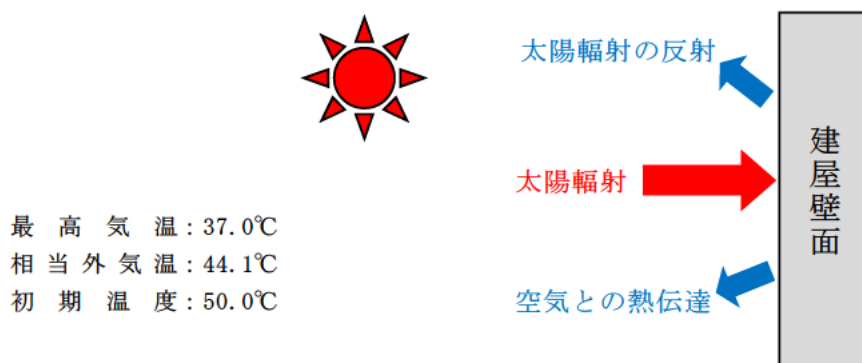 太陽輻射の反射
太陽輻射
空気との熱伝達
建屋壁面
最高気温：37.0℃
相当外気温：44.1℃
初期温度：50.0℃